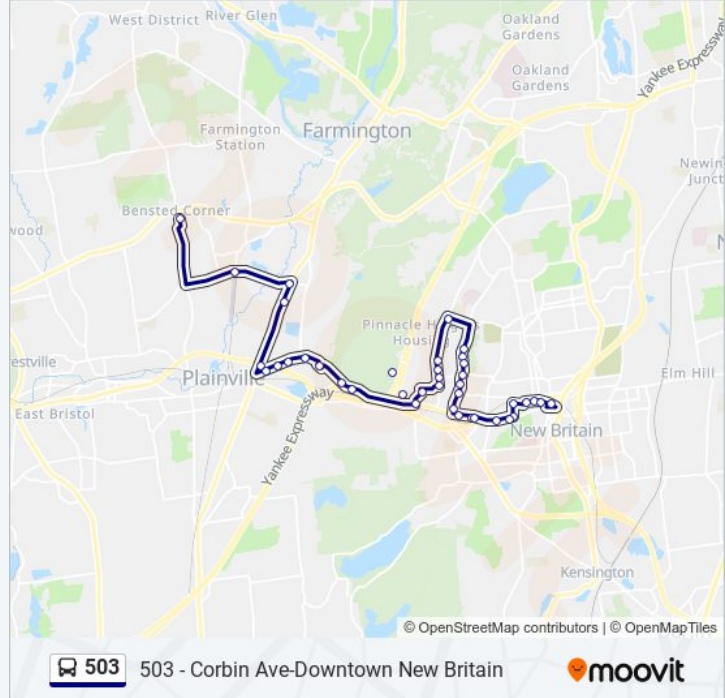 West District
River Glen
Oakland
Gardens
Yankee Expressway
Oakland
Gardens
Farmington
Station
Farmington
Newin
Junct
Bensted Corner
wood
N
Pinnacle H
s
Housi
estville
Plainville
Elm Hill
East Bristol
Yankee Expressway
New Britain
Kensington
© OpenStreetMap contributors | © OpenMapTiles
503
503 - Corbin Ave-Downtown New Britain
moovit